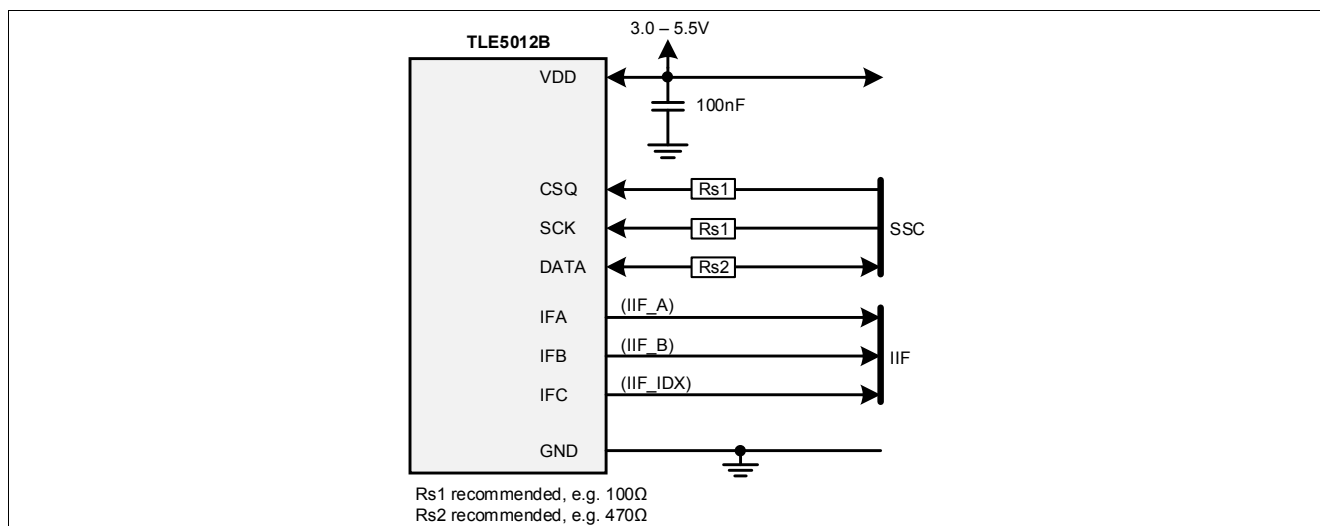 3.0 – 5.5V
TLE5012B
VDD
100nF
CSQ
Rs1
SCK
Rs1
SSC
DATA
Rs2
IFA
(IIF_A)
IFB
(IIF_B)
IIF
IFC
(IIF_IDX)
GND
Rs1 recommended, e.g. 100Ω
Rs2 recommended, e.g. 470Ω